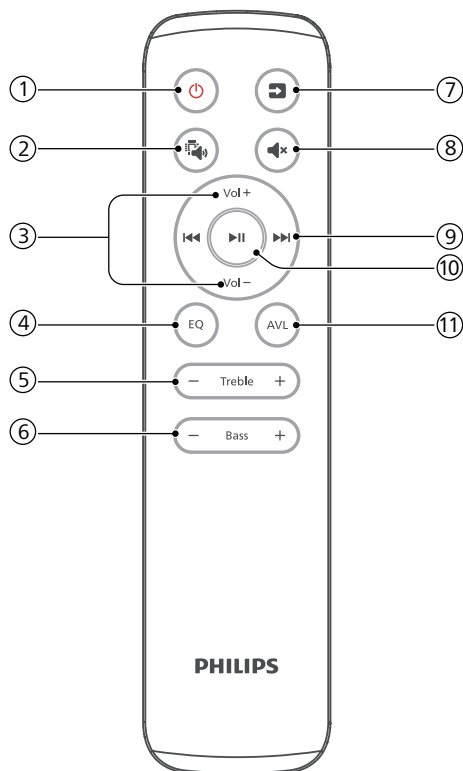 ① ⑦
② ⑧
Vol +
③ ⑨
⑩
Vol −
④ EQ AVL ⑪
⑤ − Treble +
⑥ − Bass +
PHILIPS